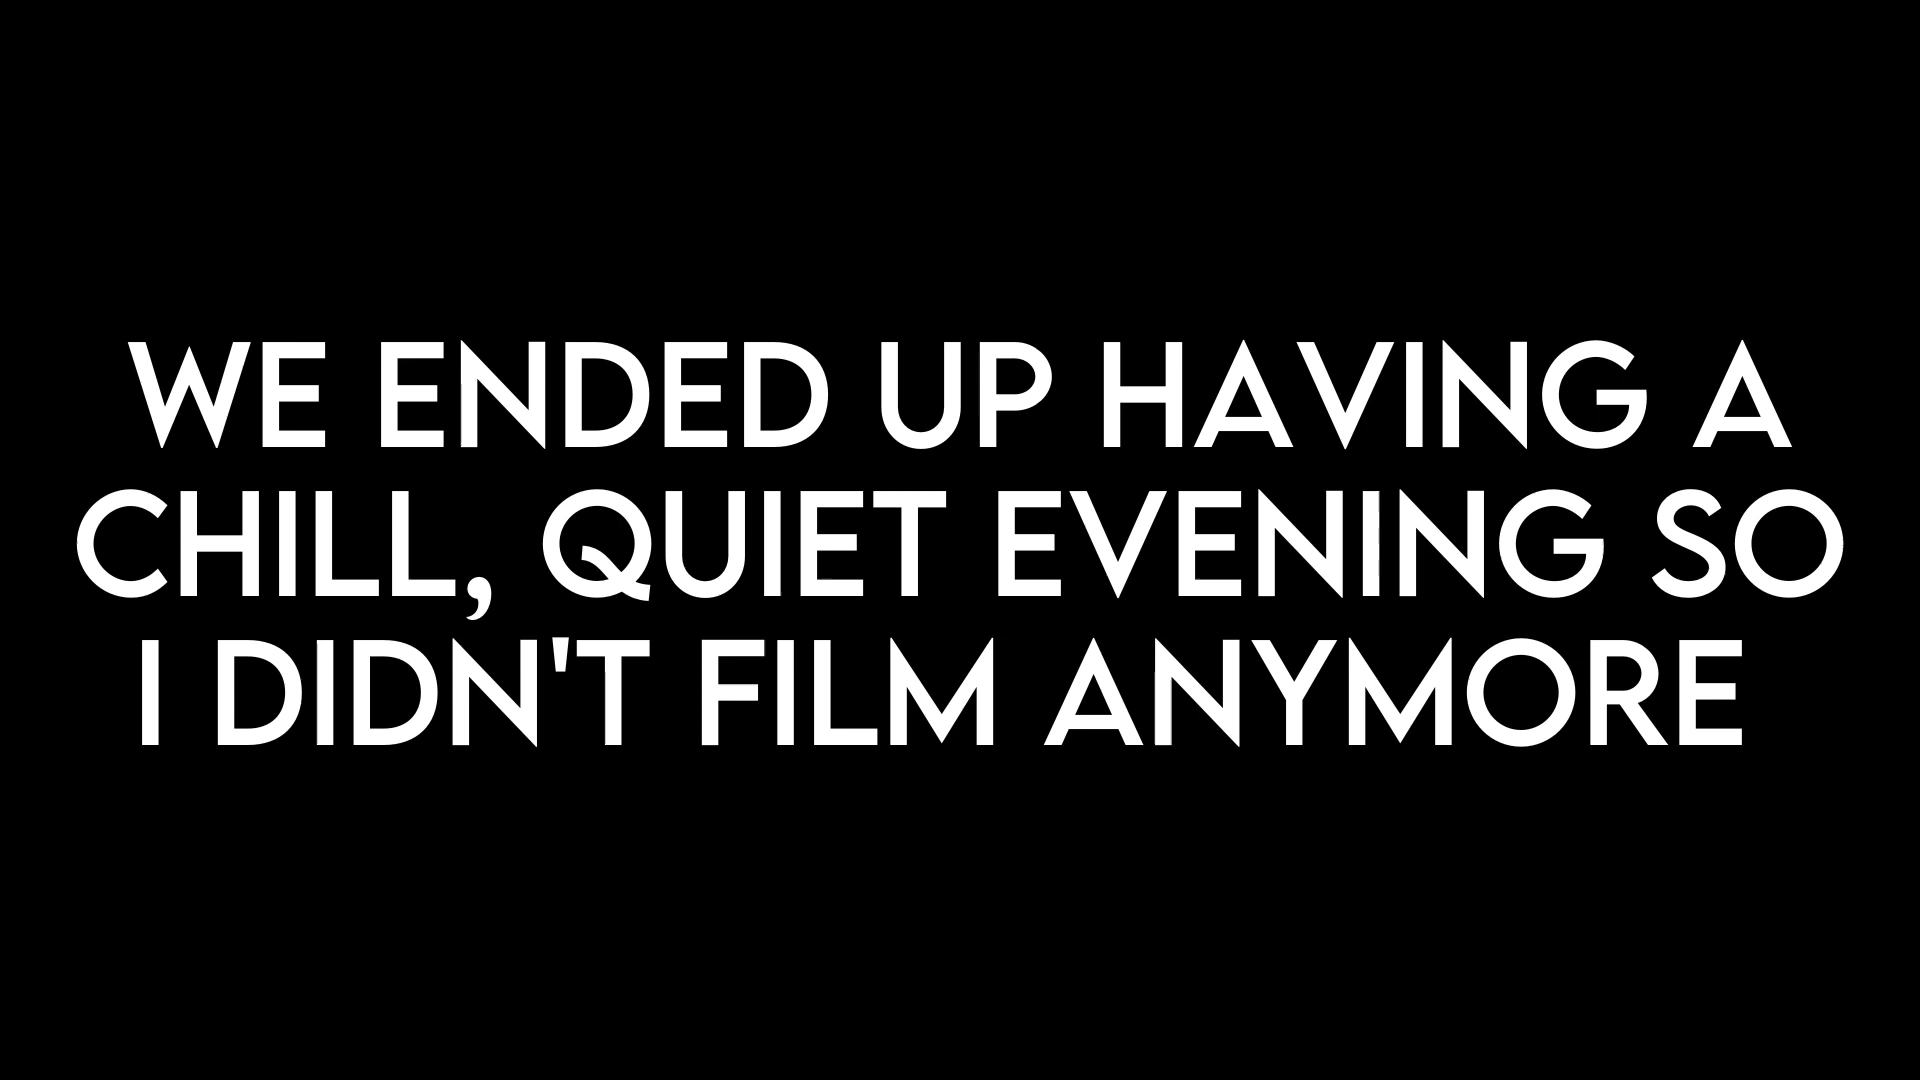 WE ENDED UP HAVING A
CHILL, QUIET EVENING SO
I DIDN'T FILM ANYMORE